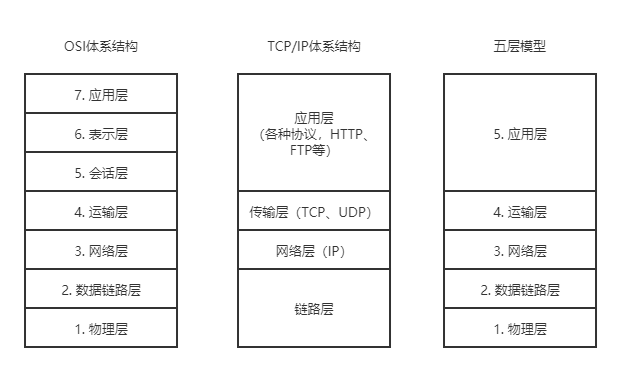 OSI体系结构
7. 应用层
6. 表示层
5. 会话层
4. 运输层
3. 网络层
2. 数据链路层
1. 物理层
TCP/IP体系结构
应用层
（各种协议，HTTP、
FTP等）
传输层（TCP、UDP）
网络层（IP）
链路层
五层模型
5. 应用层
4. 运输层
3. 网络层
2. 数据链路层
1. 物理层